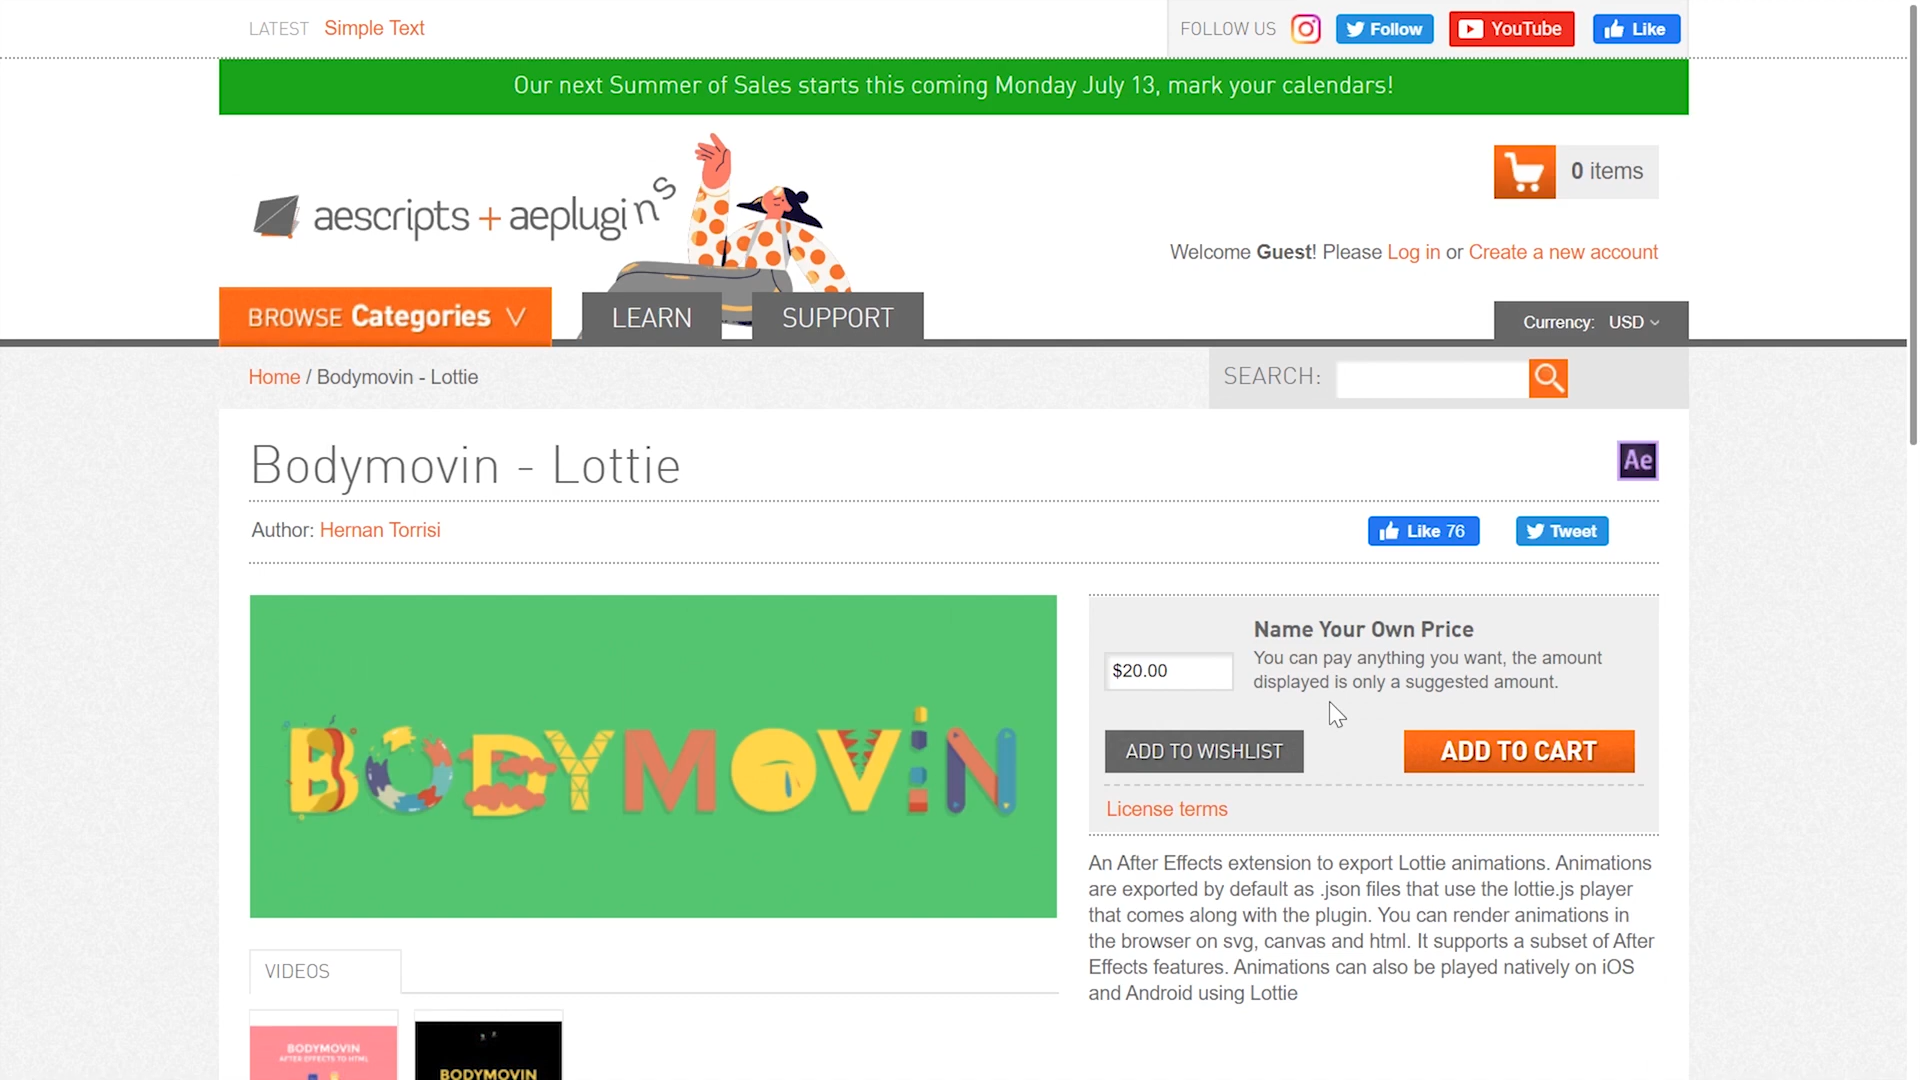 LATEST Simple Text
FOLLOW US Follow YouTube Like
Our next Summer of Sales starts this coming Monday July 13, mark your calendars!
aescripts + aeplugins
0 items
Welcome Guest! Please Log in or Create a new account
BROWSE Categories LEARN SUPPORT
Currency: USD
Home / Bodymovin - Lottie
SEARCH:
Bodymovin - Lottie
Ae
Author: Hernan Torrisi
Like 76
Tweet
BODYMOVIN
Name Your Own Price
$20.00
You can pay anything you want, the amount
displayed is only a suggested amount.
ADD TO WISHLIST
ADD TO CART
License terms
An After Effects extension to export Lottie animations. Animations
are exported by default as .json files that use the lottie.js player
that comes along with the plugin. You can render animations in
the browser on svg, canvas and html. It supports a subset of After
Effects features. Animations can also be played natively on iOS
and Android using Lottie
VIDEOS
BODYMOVIN
AFTER EFFECTS TO HTML
BODYMOVIN